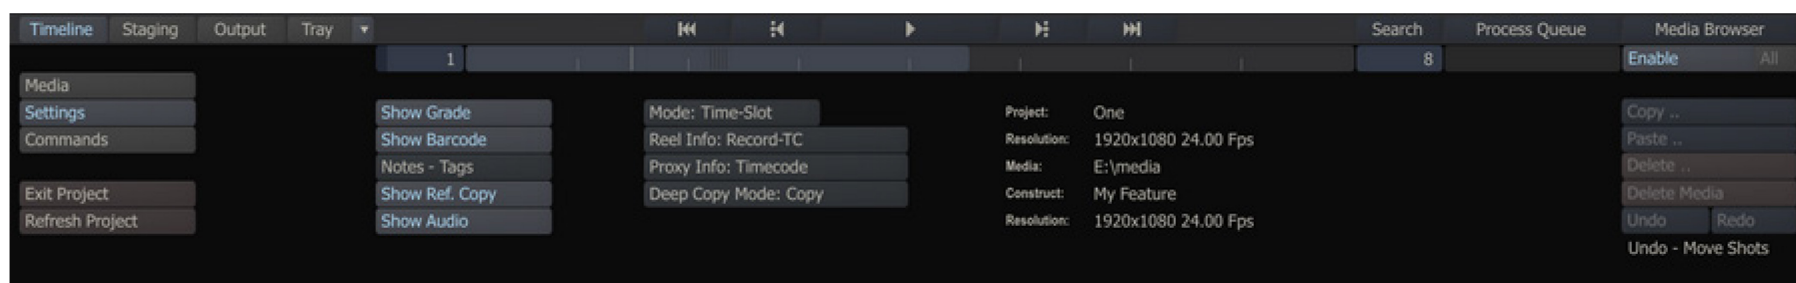 Timeline Staging Output Tray Search Process Queue Media Browser
1 8 Enable All
Media
Settings Show Grade Mode: Time-Slot Project: One Copy ..
Commands Show Barcode Reel Info: Record-TC Resolution: 1920x1080 24.00 Fps Paste ..
Notes - Tags Proxy Info: Timecode Media: E:\media Delete ..
Exit Project Show Ref. Copy Deep Copy Mode: Copy Construct: My Feature Delete Media
Refresh Project Show Audio Resolution: 1920x1080 24.00 Fps Undo Redo
Undo - Move Shots